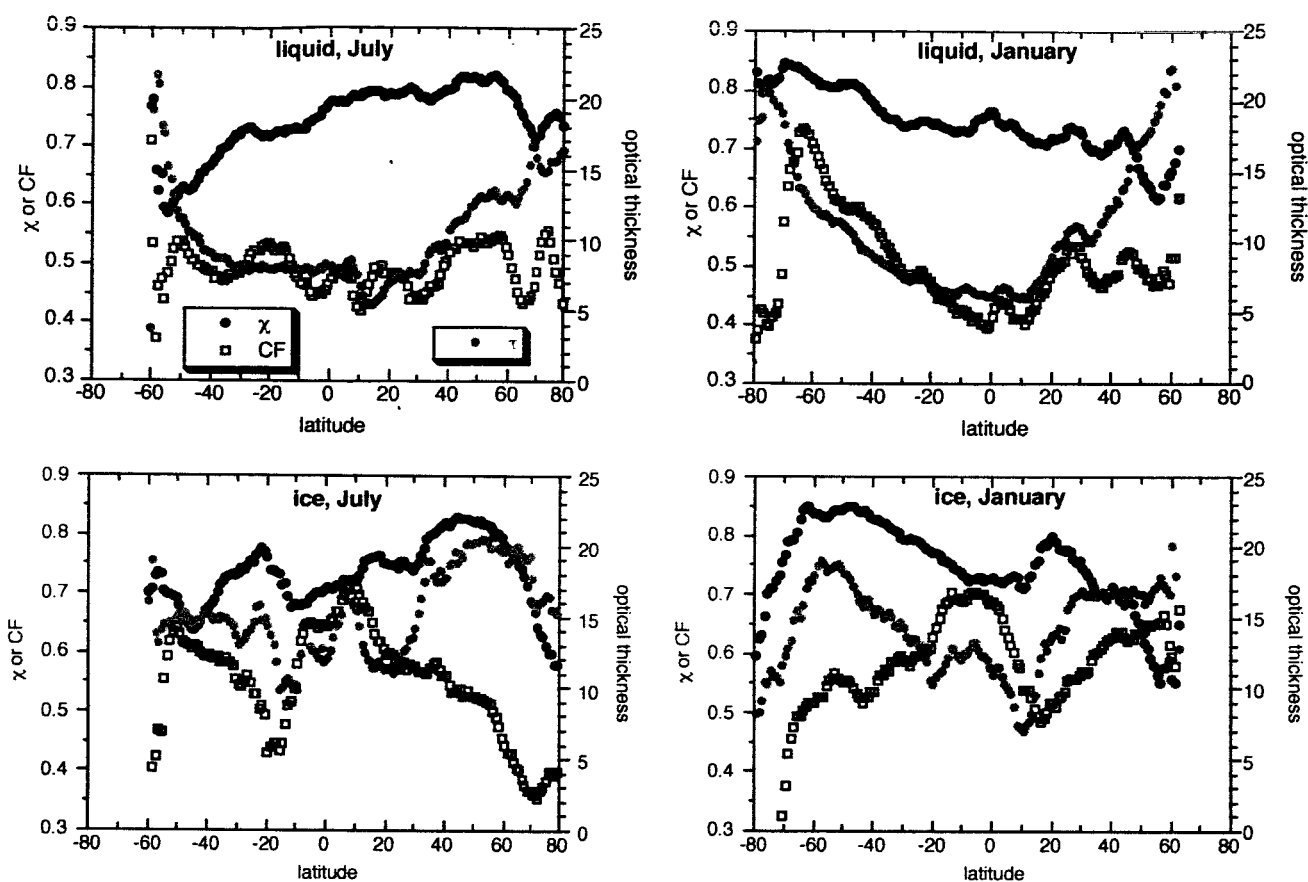 liquid, July
0.9
0.8
0.7
0.6
0.5
0.4
0.3
χ or CF
25
20
15
10
5
0
optical thickness
χ
CF
τ
-80 -60 -40 -20 0 20 40 60 80
latitude
liquid, January
0.9
0.8
0.7
0.6
0.5
0.4
0.3
χ or CF
25
20
15
10
5
0
optical thickness
-80 -60 -40 -20 0 20 40 60 80
latitude
ice, July
0.9
0.8
0.7
0.6
0.5
0.4
0.3
χ or CF
25
20
15
10
5
0
optical thickness
-80 -60 -40 -20 0 20 40 60 80
latitude
ice, January
0.9
0.8
0.7
0.6
0.5
0.4
0.3
χ or CF
25
20
15
10
5
0
optical thickness
-80 -60 -40 -20 0 20 40 60 80
latitude